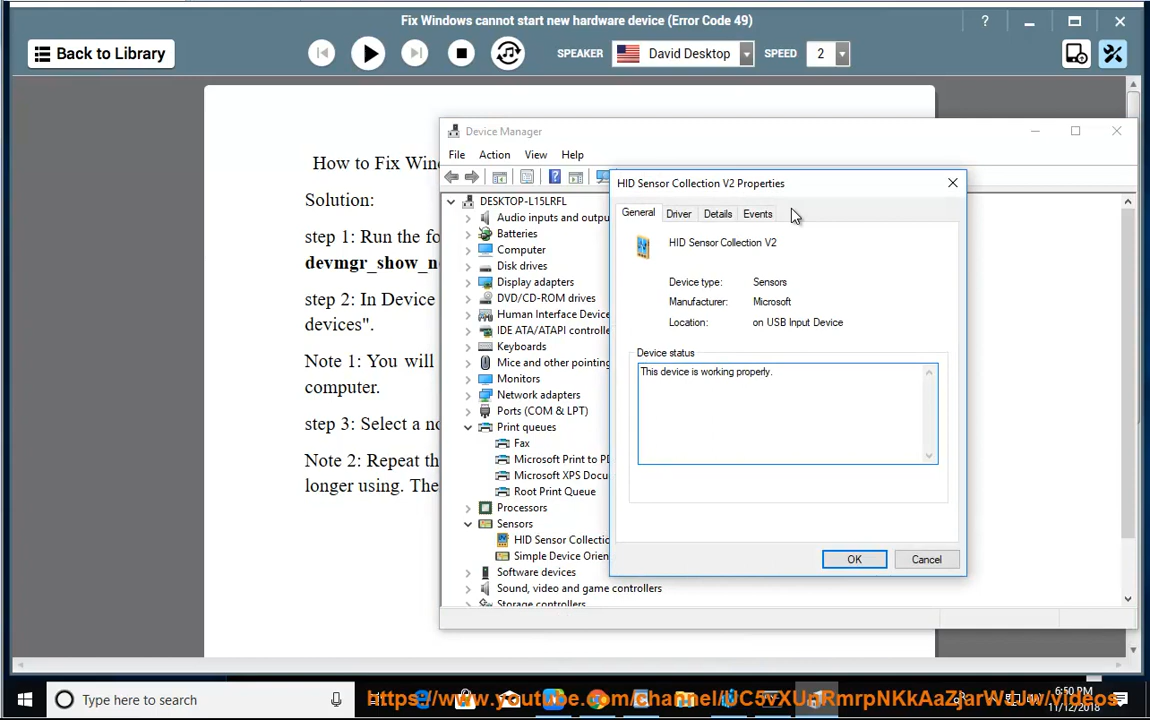 Fix Windows cannot start new hardware device (Error Code 49)
?
Back to Library
SPEAKER
David Desktop
SPEED
2
How to Fix Win
Solution:
step 1: Run the fo
devmgr_show_n
step 2: In Device
devices".
Note 1: You will
computer.
step 3: Select a no
Note 2: Repeat th
longer using. The
Device Manager
File Action View Help
DESKTOP-L15LRFL
Audio inputs and outpu
Batteries
Computer
Disk drives
Display adapters
DVD/CD-ROM drives
Human Interface Device
IDE ATA/ATAPI controlle
Keyboards
Mice and other pointing
Monitors
Network adapters
Ports (COM & LPT)
Print queues
Fax
Microsoft Print to PD
Microsoft XPS Docu
Root Print Queue
Processors
Sensors
HID Sensor Collectio
Simple Device Orien
Software devices
Sound, video and game controllers
Storage controllers
HID Sensor Collection V2 Properties
General Driver Details Events
HID Sensor Collection V2
Device type: Sensors
Manufacturer: Microsoft
Location: on USB Input Device
Device status
This device is working properly.
OK Cancel
Type here to search
6:50 PM
11/12/2018